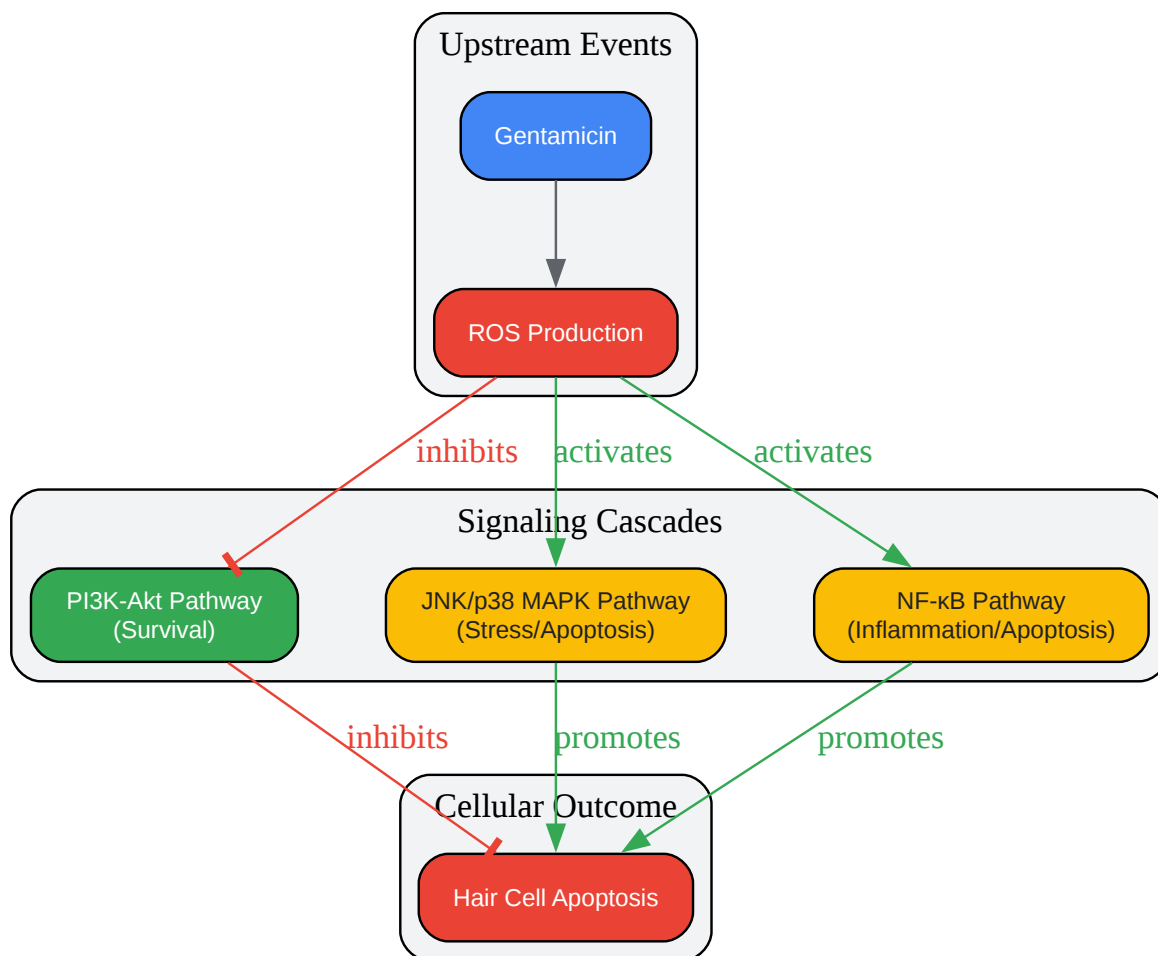 Upstream Events
Gentamicin
ROS Production
inhibits
activates
activates
Signaling Cascades
PI3K-Akt Pathway
(Survival)
JNK/p38 MAPK Pathway
(Stress/Apoptosis)
NF-κB Pathway
(Inflammation/Apoptosis)
inhibits
promotes
promotes
Cellular Outcome
Hair Cell Apoptosis